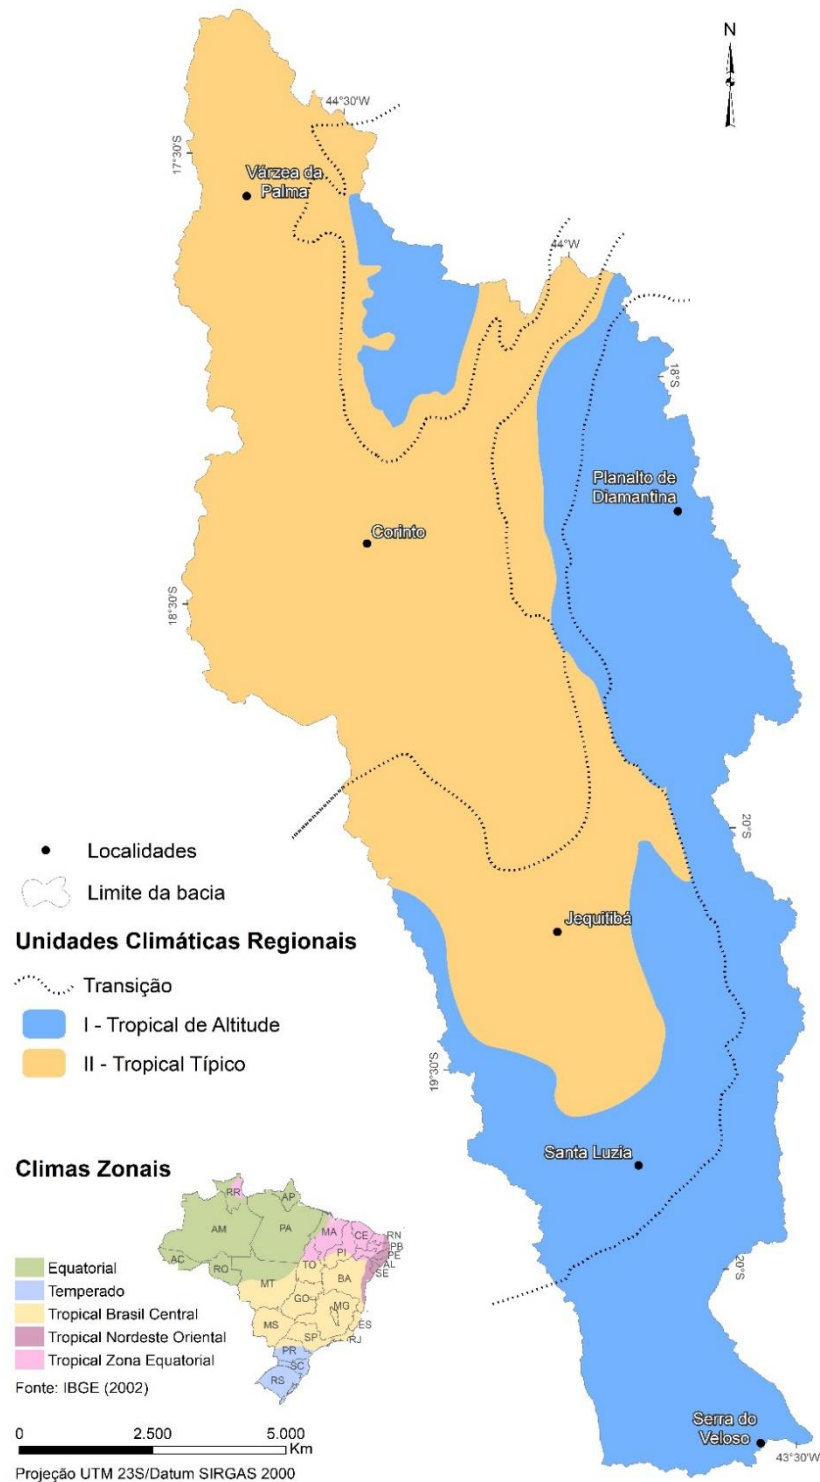 N
44°30'W
17°30'S
Várzea da
Palma
44°W
18°S
Planalto de
Diamantina
Corinto
18°30'S
20°S
Localidades
Limite da bacia
Jequitibá
Unidades Climáticas Regionais
Transição
I - Tropical de Altitude
II - Tropical Típico
19°30'S
Santa Luzia
Climas Zonais
RR
AP
AM
PA
MA
CE
RN
PB
PE
AL
SE
PI
AC
RO
TO
BA
MT
GO
MG
ES
MS
SP
RJ
PR
SC
RS
Equatorial
Temperado
Tropical Brasil Central
Tropical Nordeste Oriental
Tropical Zona Equatorial
20°S
Fonte: IBGE (2002)
Serra do
Veloso
43°30'W
0 2.500 5.000
Km
Projeção UTM 23S/Datum SIRGAS 2000